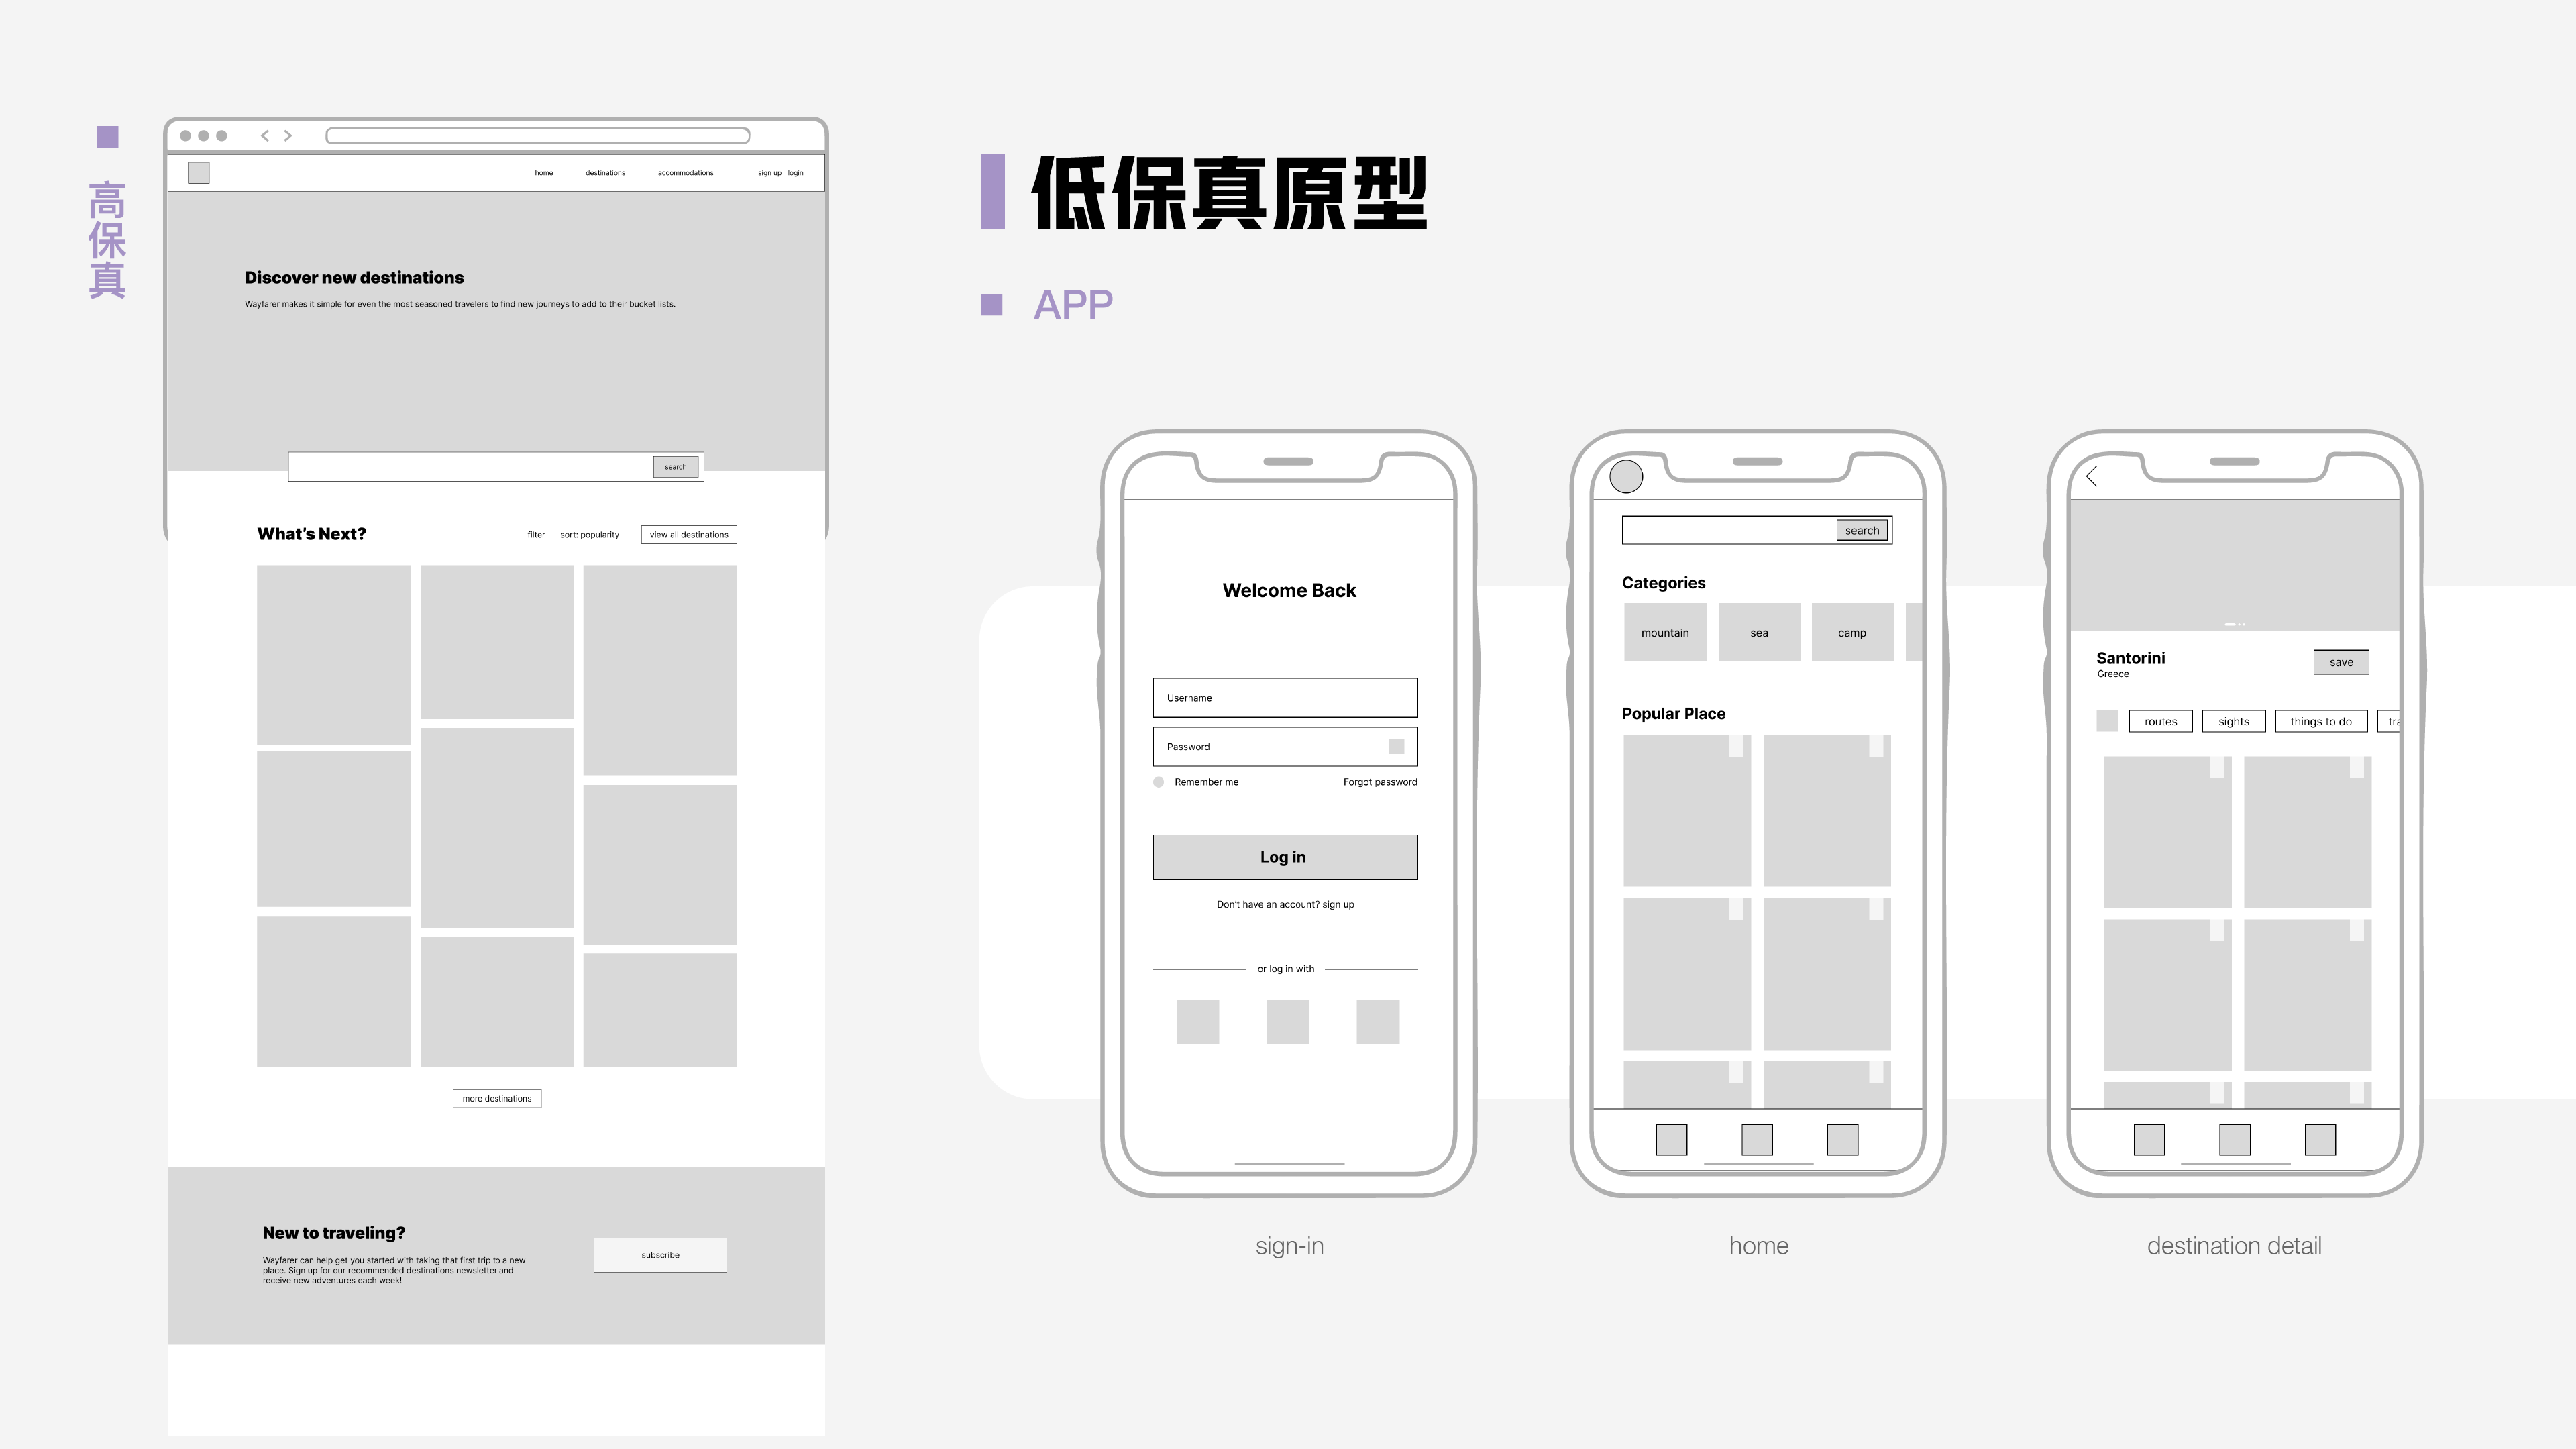 高保真
home destinations accommodations sign up login
Discover new destinations
Wayfarer makes it simple for even the most seasoned travelers to find new journeys to add to their bucket lists.
search
What's Next?
filter sort: popularity view all destinations
more destinations
New to traveling?
Wayfarer can help get you started with taking that first trip to a new
place. Sign up for our recommended destinations newsletter and
receive new adventures each week!
subscribe
低保真原型
APP
Welcome Back
Username
Password
Remember me Forgot password
Log in
Don't have an account? sign up
or log in with
sign-in
search
Categories
mountain sea camp
Popular Place
home
Santorini
Greece
save
routes sights things to do tra
destination detail